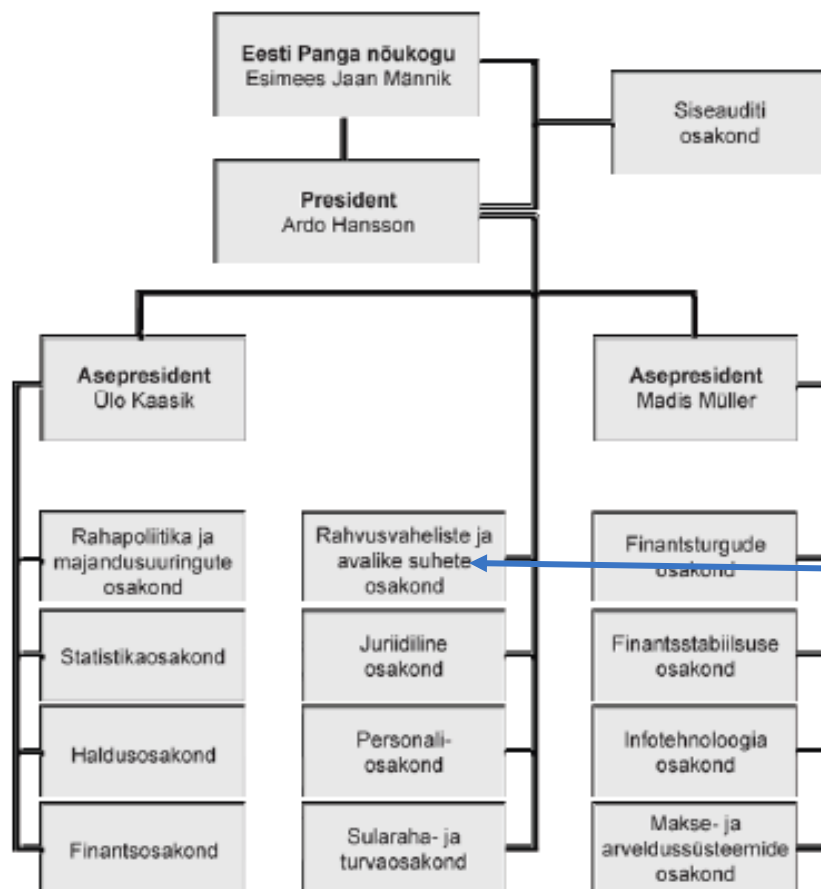 Eesti Panga nõukogu
Esimees Jaan Männik
Siseauditi
osakond
President
Ardo Hansson
Asepresident
Ülo Kaasik
Asepresident
Madis Müller
Rahapoliitika ja
majandusuuringute
osakond
Rahvusvaheliste ja
avalike suhete
osakond
Finantsturgude
osakond
Statistikaosakond
Juriidiline
osakond
Finantsstabiilsuse
osakond
Haldusosakond
Personali-
osakond
Infotehnoloogia
osakond
Finantsosakond
Sularaha- ja
turvaosakond
Makse- ja
arveldussüsteemide
osakond